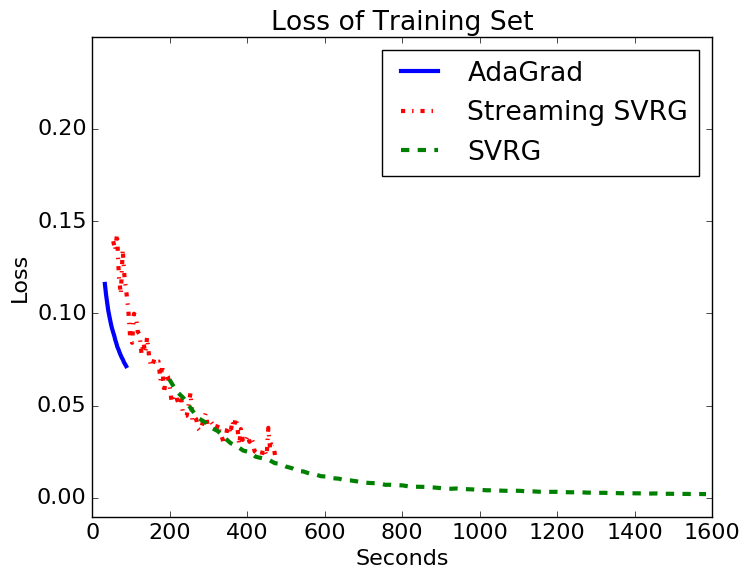 Loss of Training Set
AdaGrad
Streaming SVRG
SVRG
0.20
0.15
0.10
0.05
0.00
Loss
0 200 400 600 800 1000 1200 1400 1600
Seconds